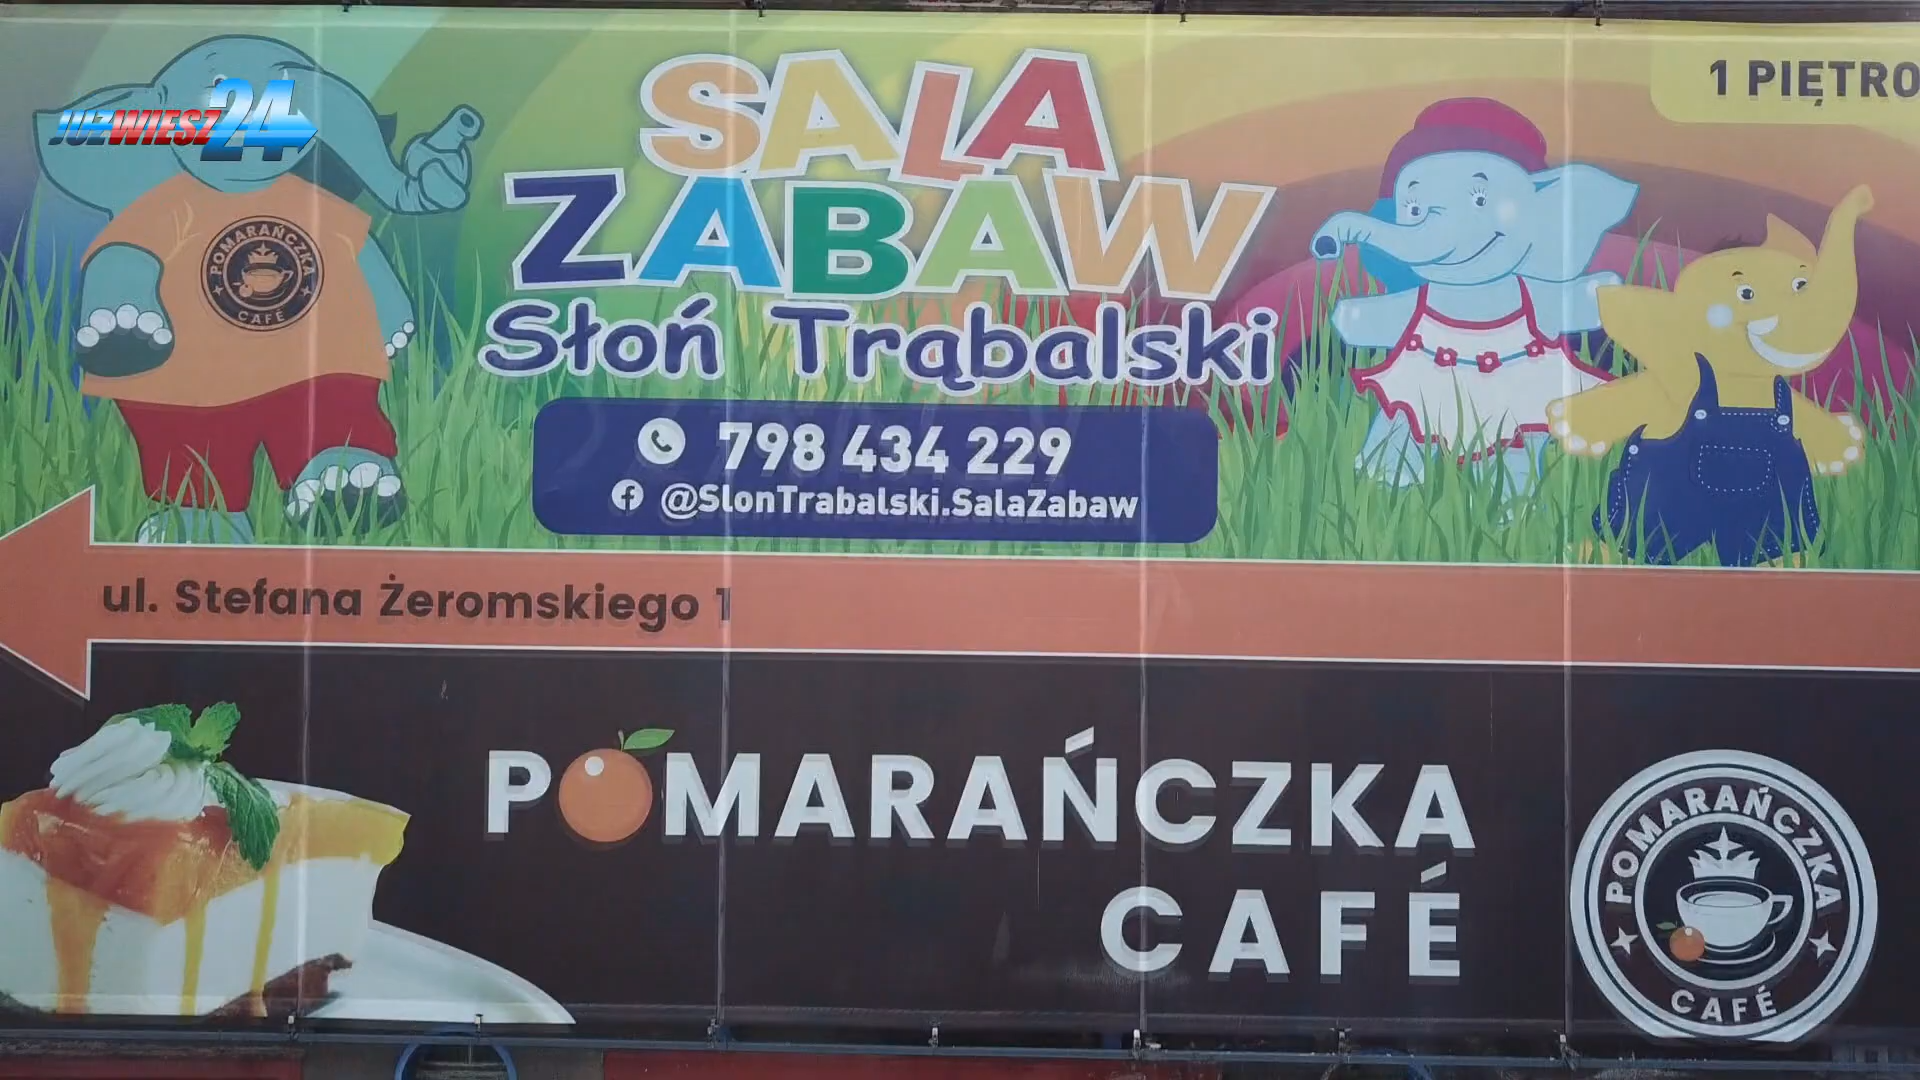 JUZWIESZ24
1 PIĘTRO
SALA
ZABAW
Słoń Trąbalski
POMARAŃCZKA
CAFÉ
798 434 229
@SlonTrabalski.SalaZabaw
ul. Stefana Żeromskiego 1
POMARAŃCZKA
CAFÉ
POMARAŃCZKA
CAFÉ